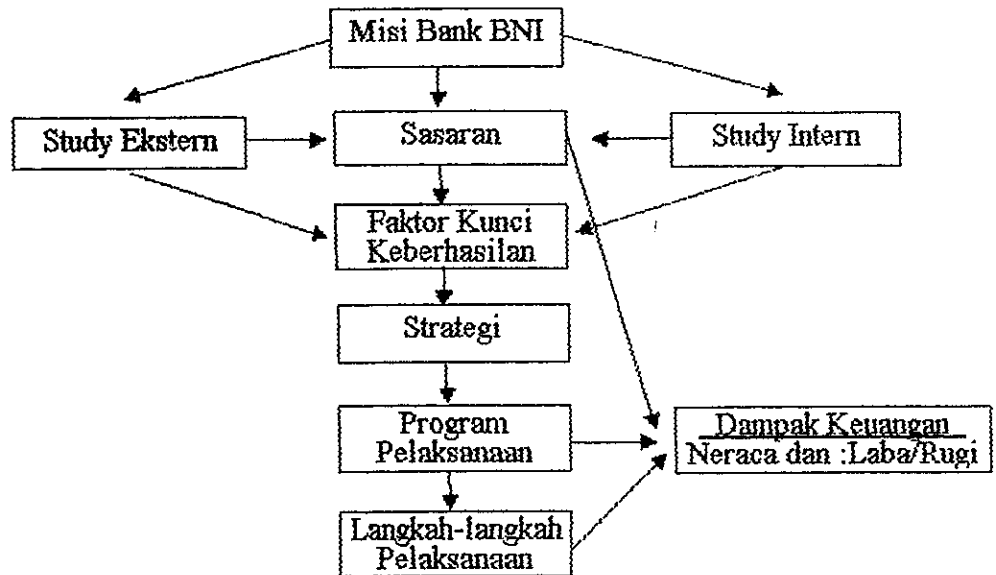 Misi Bank BNI
Study Ekstern
Sasaran
Study Intern
Faktor Kunci
Keberhasilan
Strategi
Program
Pelaksanaan
Dampak Keuangan
Neraca dan :Laba/Rugi
Langkah-langkah
Pelaksanaan